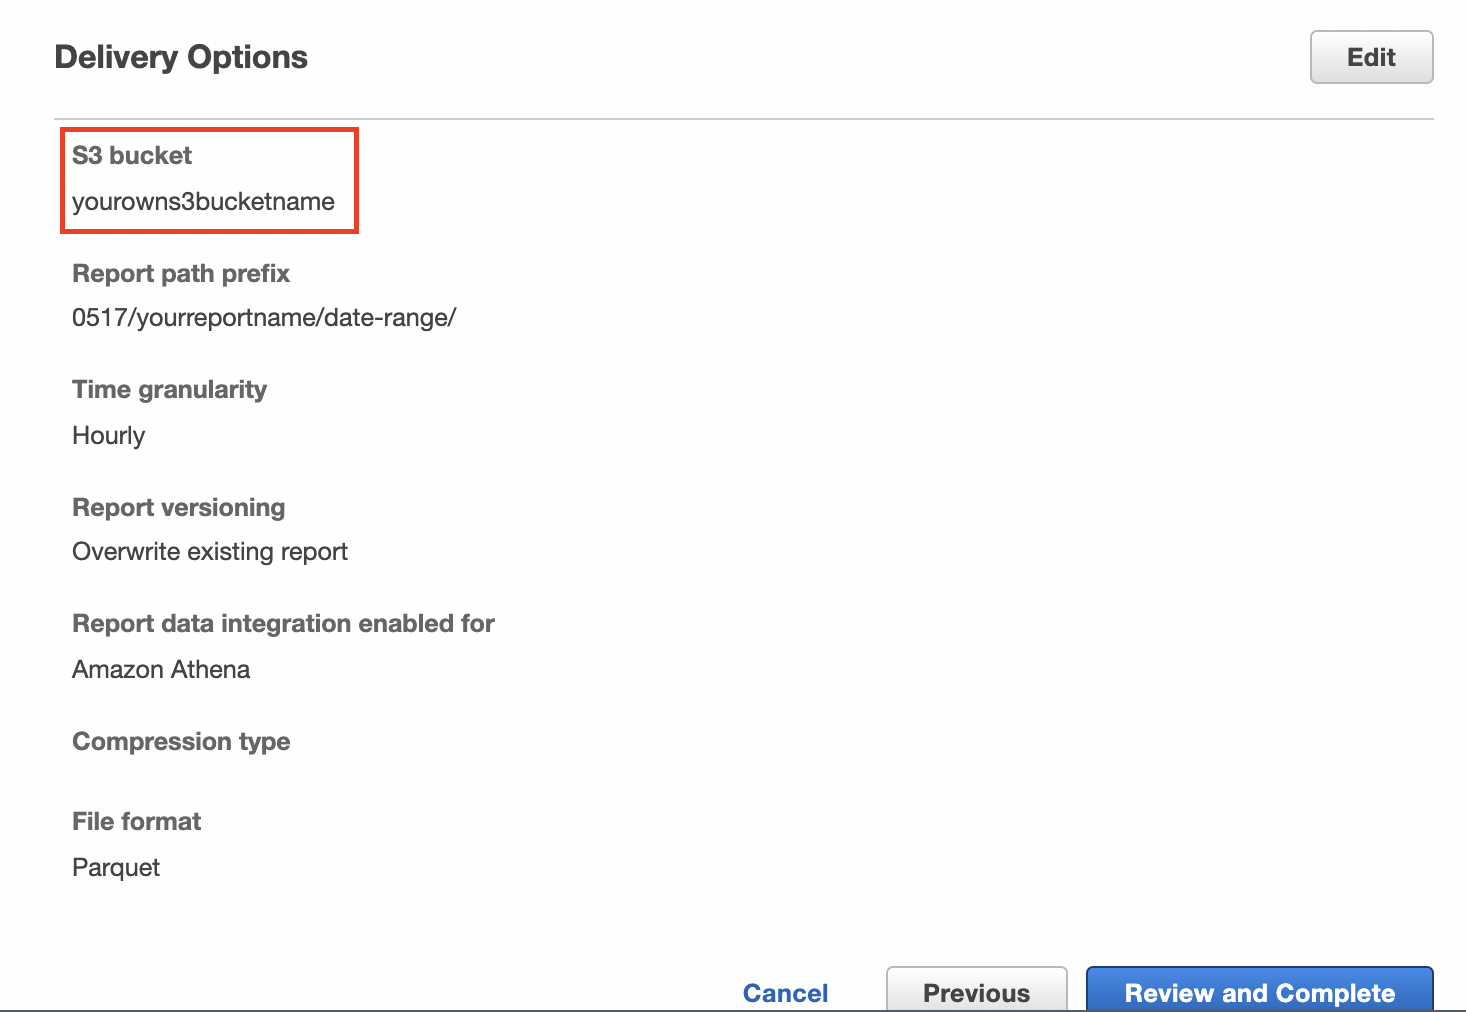 Delivery Options
Edit
S3 bucket
yourowns3bucketname
Report path prefix
0517/yourreportname/date-range/
Time granularity
Hourly
Report versioning
Overwrite existing report
Report data integration enabled for
Amazon Athena
Compression type
File format
Parquet
Cancel
Previous
Review and Complete